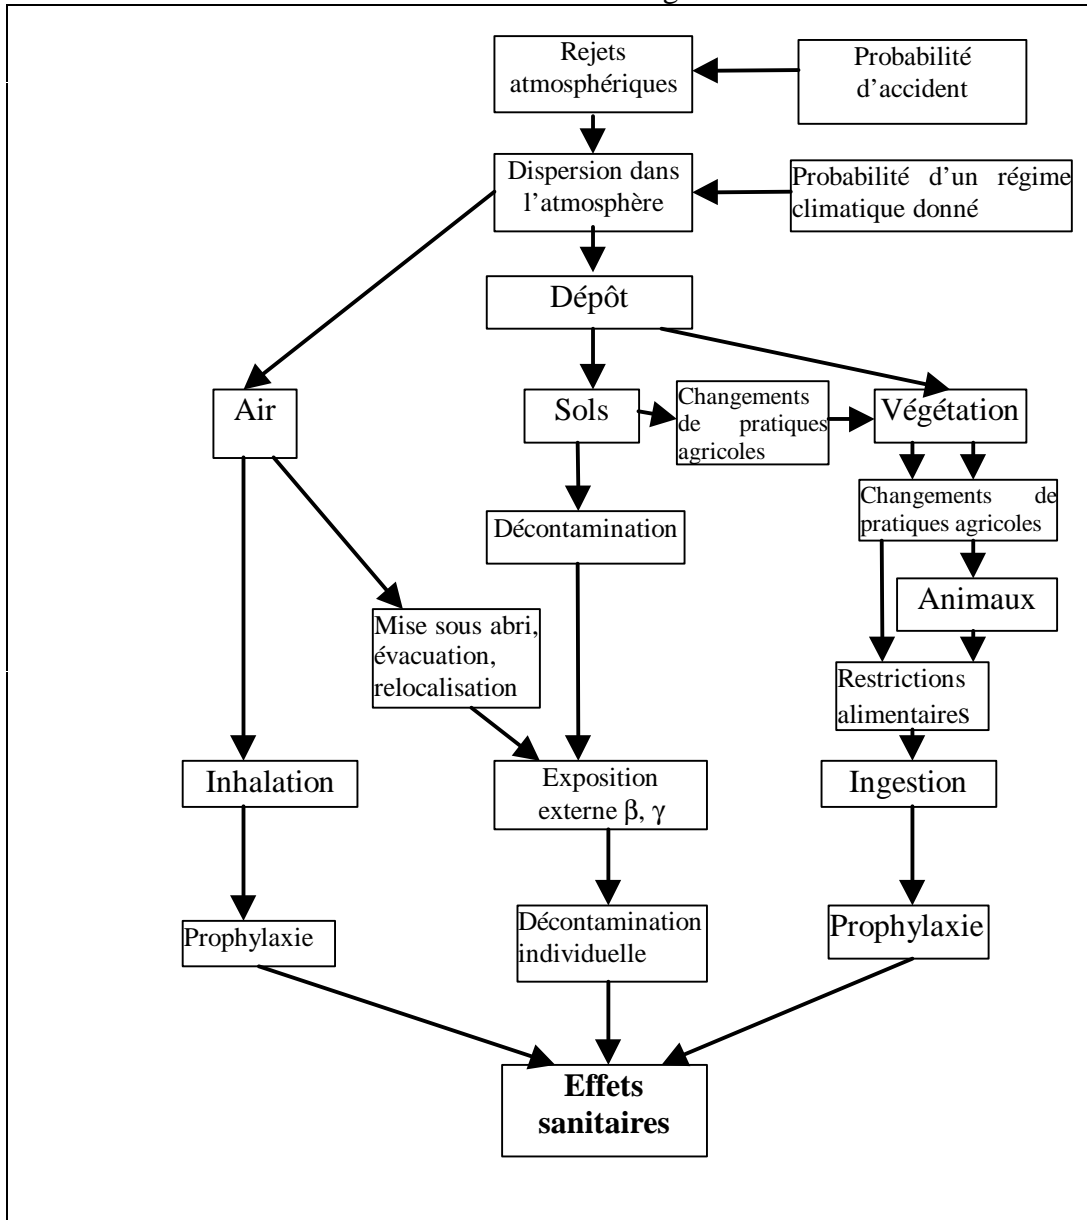 Rejets
atmosphériques
Probabilité
d’accident
Dispersion dans
l’atmosphère
Probabilité d’un régime
climatique donné
Dépôt
Air
Sols
Changements
de pratiques
agricoles
Végétation
Changements de
pratiques agricoles
Décontamination
Animaux
Mise sous abri,
évacuation,
relocalisation
Restrictions
alimentaires
Inhalation
Exposition
externe β, γ
Ingestion
Prophylaxie
Décontamination
individuelle
Prophylaxie
Effets
sanitaires